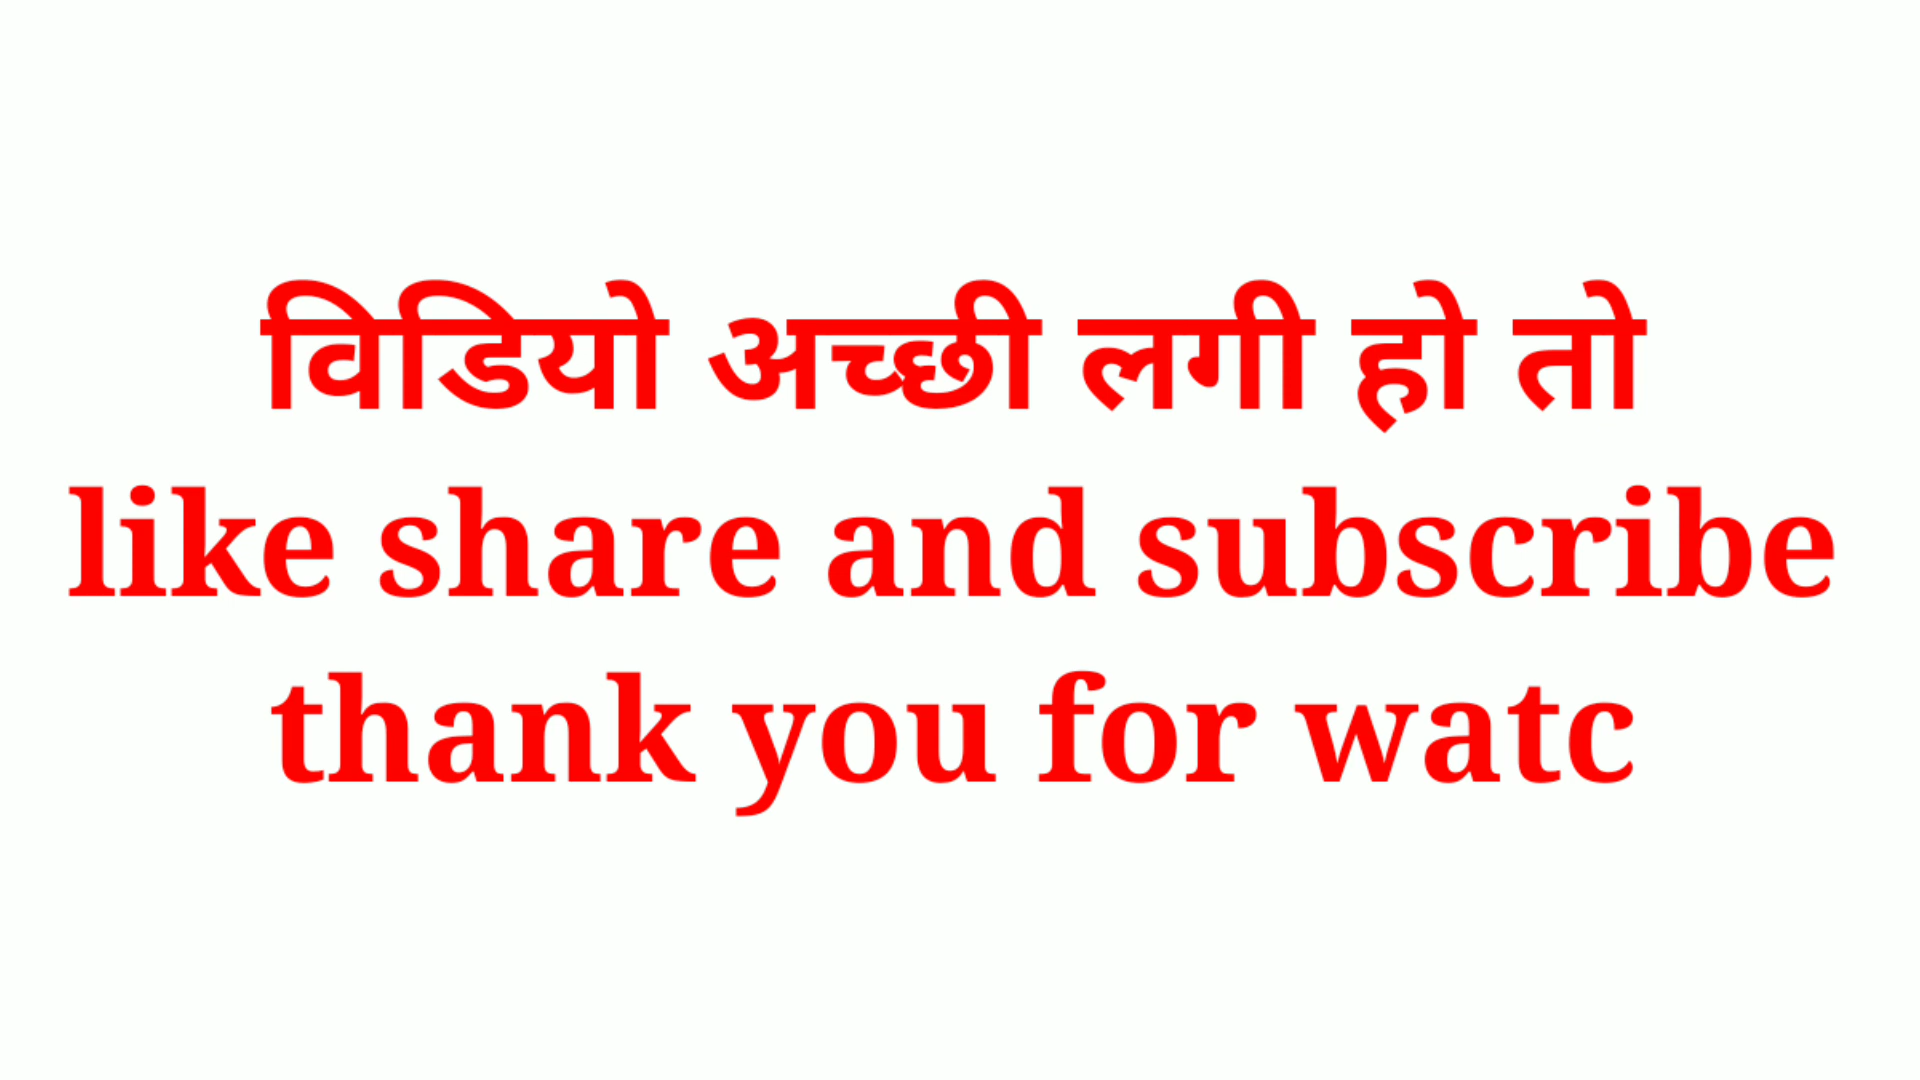 विडियो अच्छी लगी हो तो
like share and subscribe
thank you for watc